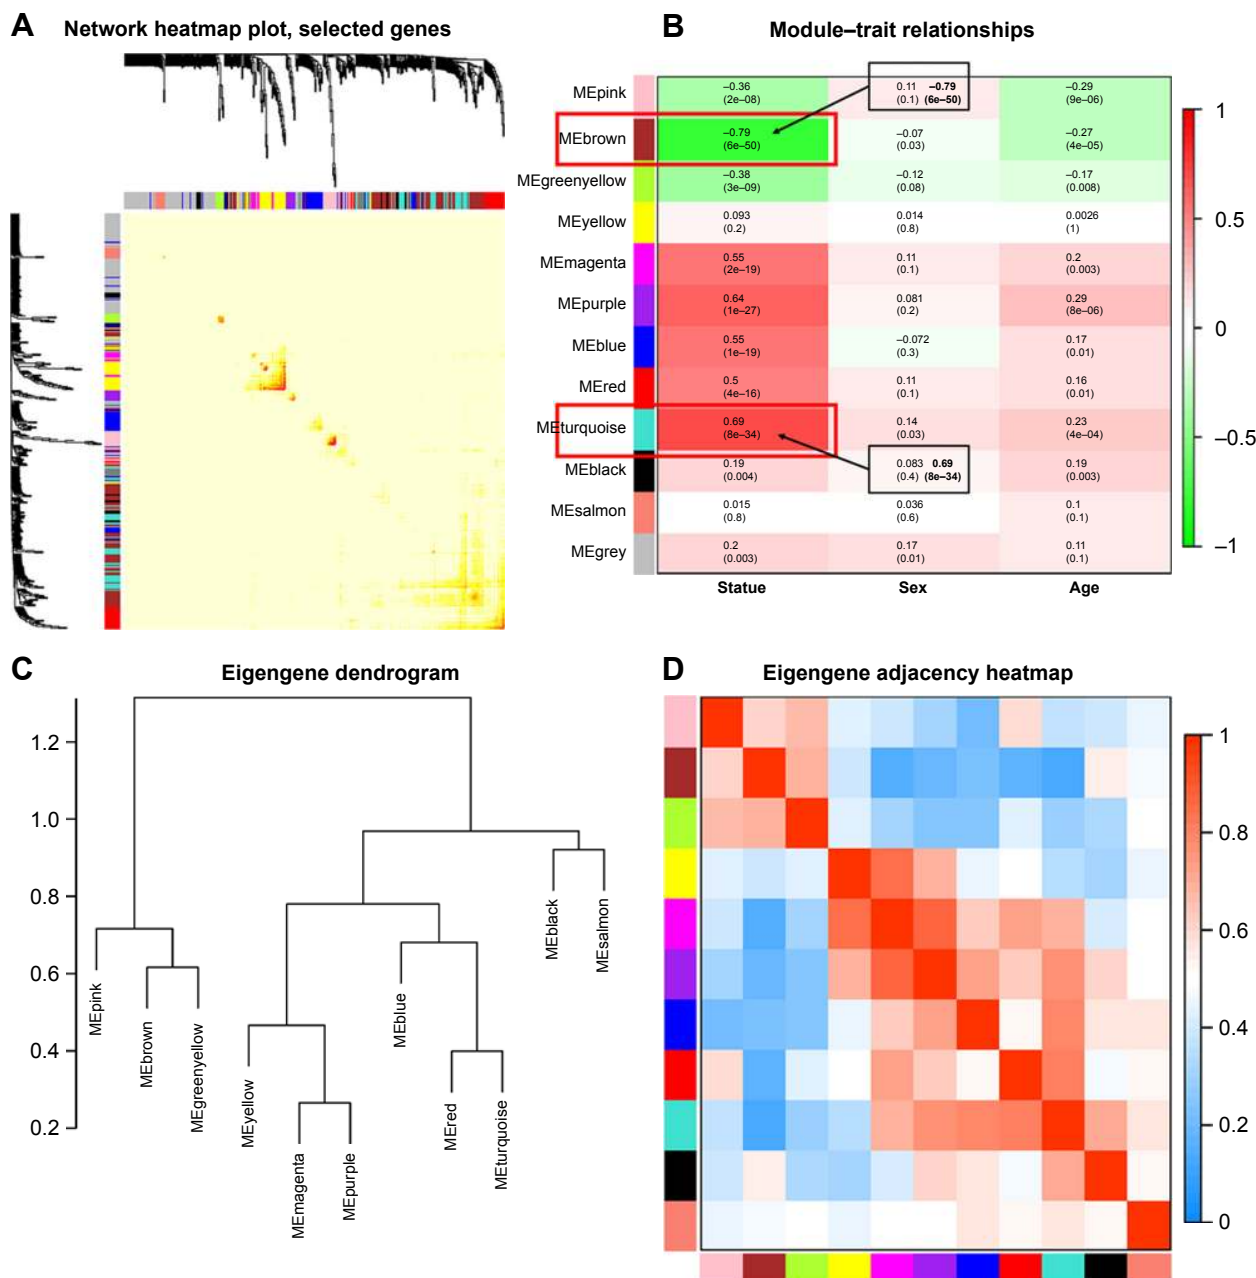 A Network heatmap plot, selected genes
B Module–trait relationships
MEpink
–0.36 0.11 –0.79 –0.29
(2e–08) (0.1) (6e–50) (9e–06)
MEbrown
–0.79 –0.07 –0.27
(6e–50) (0.03) (4e–05)
MEgreenyellow
–0.38 –0.12 –0.17
(3e–09) (0.08) (0.008)
MEyellow
0.093 0.014 0.0026
(0.2) (0.8) (1)
MEmagenta
0.55 0.11 0.2
(2e–19) (0.1) (0.003)
MEpurple
0.64 0.081 0.29
(1e–27) (0.2) (8e–06)
MEblue
0.55 –0.072 0.17
(1e–19) (0.3) (0.01)
MEred
0.5 0.11 0.16
(4e–16) (0.1) (0.01)
MEturquoise
0.69 0.14 0.23
(8e–34) (0.03) (4e–04)
MEblack
0.19 0.083 0.69 0.19
(0.004) (0.4) (8e–34) (0.003)
MEsalmon
0.015 0.036 0.1
(0.8) (0.6) (0.1)
MEgrey
0.2 0.17 0.11
(0.003) (0.01) (0.1)
Statue Sex Age
1
0.5
0
–0.5
–1
C Eigengene dendrogram
1.2
1.0
0.8
0.6
0.4
0.2
MEpink
MEbrown
MEgreenyellow
MEyellow
MEmagenta
MEpurple
MEblue
MEred
MEturquoise
MEblack
MEsalmon
D Eigengene adjacency heatmap
1
0.8
0.6
0.4
0.2
0